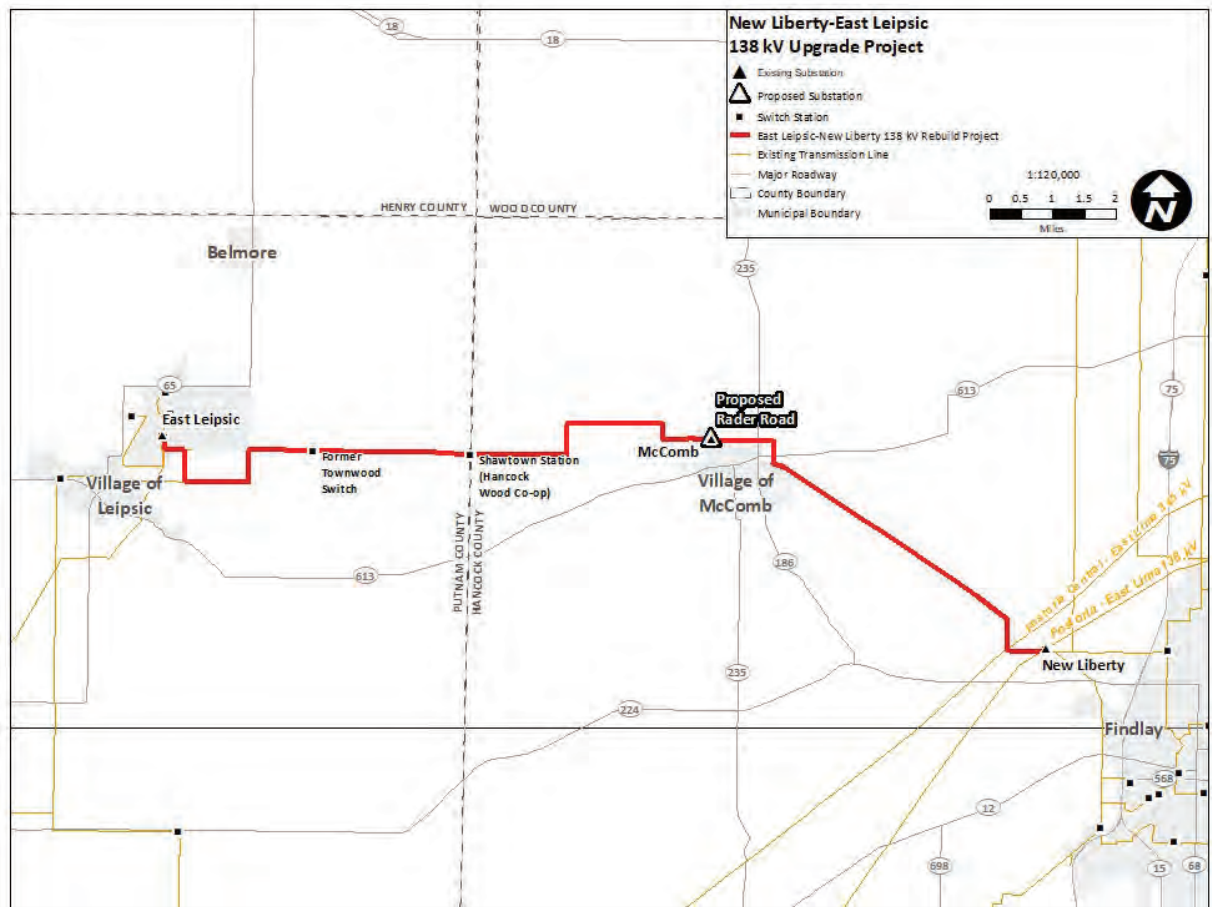 New Liberty-East Leipsic
138 kV Upgrade Project
Existing Substation
Proposed Substation
Switch Station
East Leipsic-New Liberty 138 kV Rebuild Project
Existing Transmission Line
Major Roadway
County Boundary
Municipal Boundary
1:120,000
0 0.5 1 1.5 2
Miles
N
18
18
HENRY COUNTY
WOOD COUNTY
Belmore
235
65
East Leipsic
613
75
Proposed
Rader Road
McComb
Former
Townwood
Switch
Shawtown Station
(Hancock
Wood Co-op)
75
Village of
Leipsic
Village of
McComb
PUTNAM COUNTY
HANCOCK COUNTY
613
186
Central - East Lima 345 kV
Fostoria - East Lima 138 kV
New Liberty
235
224
Findlay
568
12
698
15
68